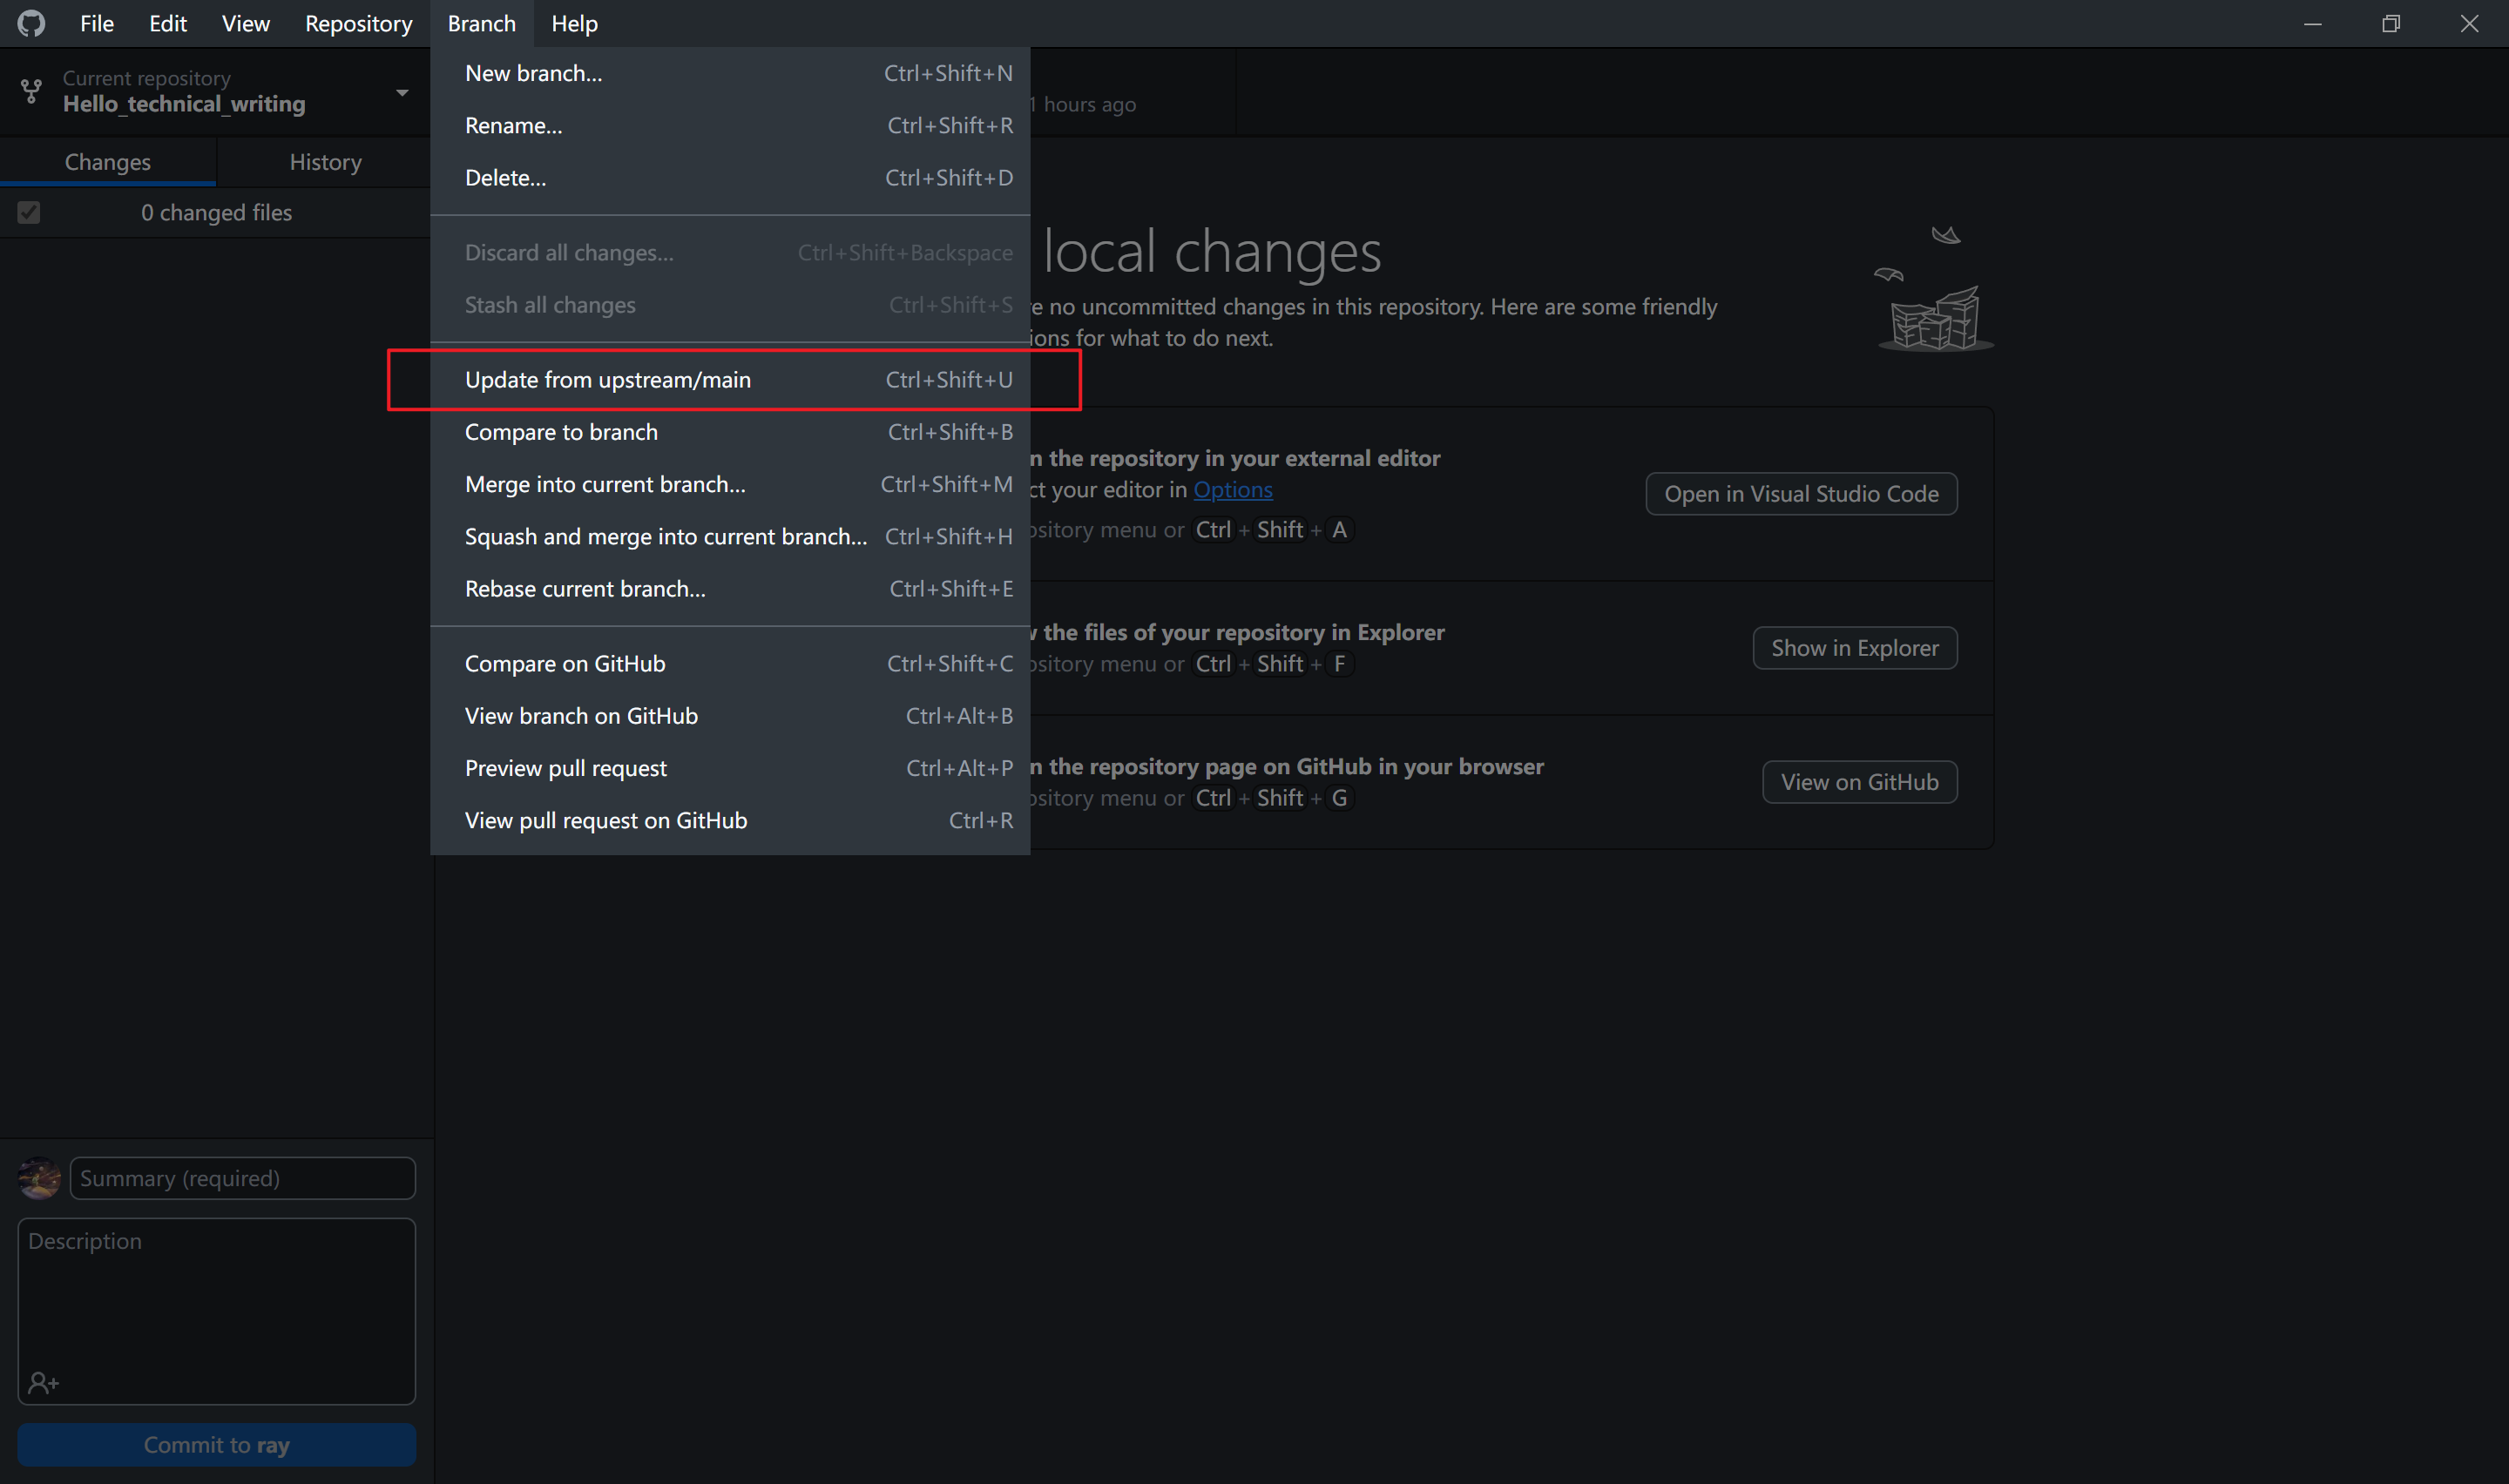 File Edit View Repository Branch Help
Current repository
Hello_technical_writing
1 hours ago
Changes History
0 changed files
New branch... Ctrl+Shift+N
Rename... Ctrl+Shift+R
Delete... Ctrl+Shift+D
Discard all changes... Ctrl+Shift+Backspace
Stash all changes Ctrl+Shift+S
Update from upstream/main Ctrl+Shift+U
Compare to branch Ctrl+Shift+B
Merge into current branch... Ctrl+Shift+M
Squash and merge into current branch... Ctrl+Shift+H
Rebase current branch... Ctrl+Shift+E
Compare on GitHub Ctrl+Shift+C
View branch on GitHub Ctrl+Alt+B
Preview pull request Ctrl+Alt+P
View pull request on GitHub Ctrl+R
local changes
no uncommitted changes in this repository. Here are some friendly
for what to do next.
the repository in your external editor
your editor in Options
menu or Ctrl + Shift + A
Open in Visual Studio Code
the files of your repository in Explorer
menu or Ctrl + Shift + F
Show in Explorer
the repository page on GitHub in your browser
menu or Ctrl + Shift + G
View on GitHub
Summary (required)
Description
Commit to ray